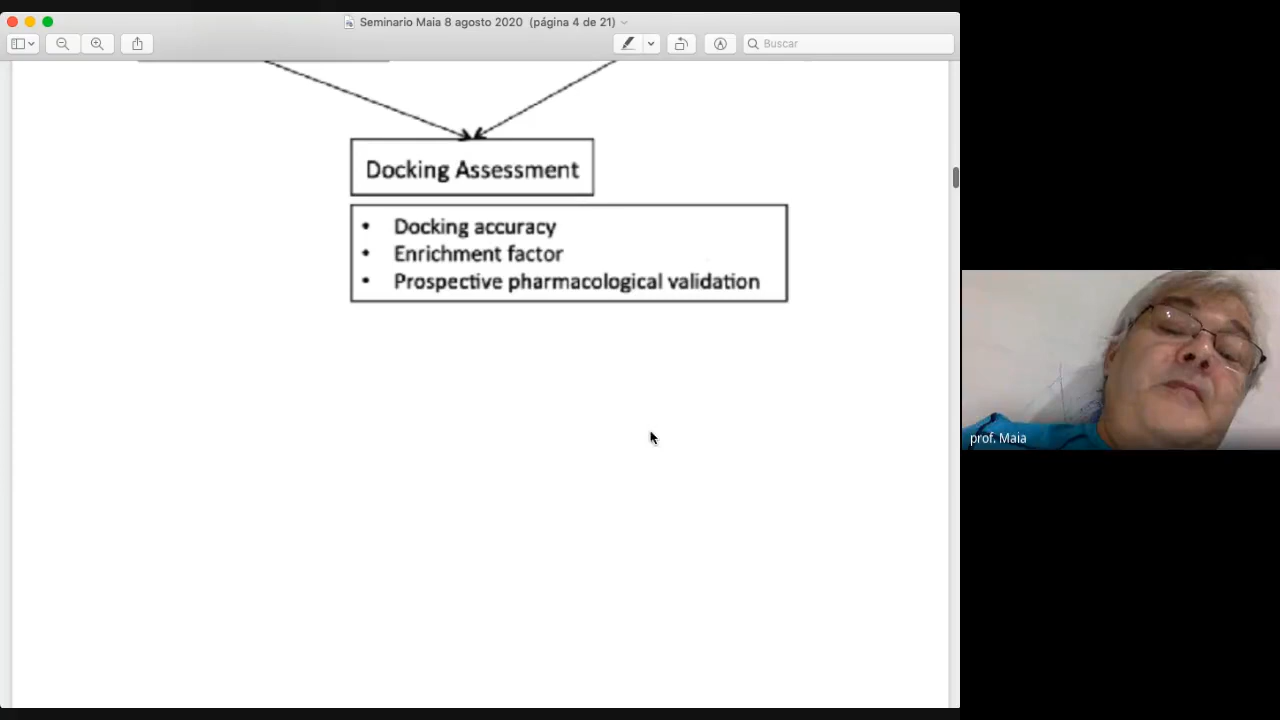 Seminario Maia 8 agosto 2020 (página 4 de 21)
Buscar
Docking Assessment
• Docking accuracy
• Enrichment factor
• Prospective pharmacological validation
prof. Maia